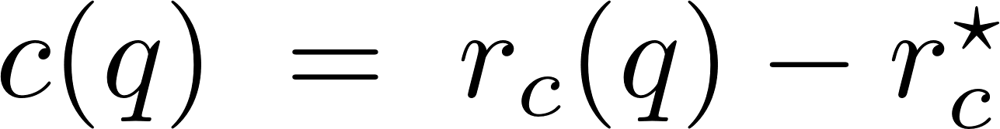 c(q) = r_c(q) − r_c^⋆